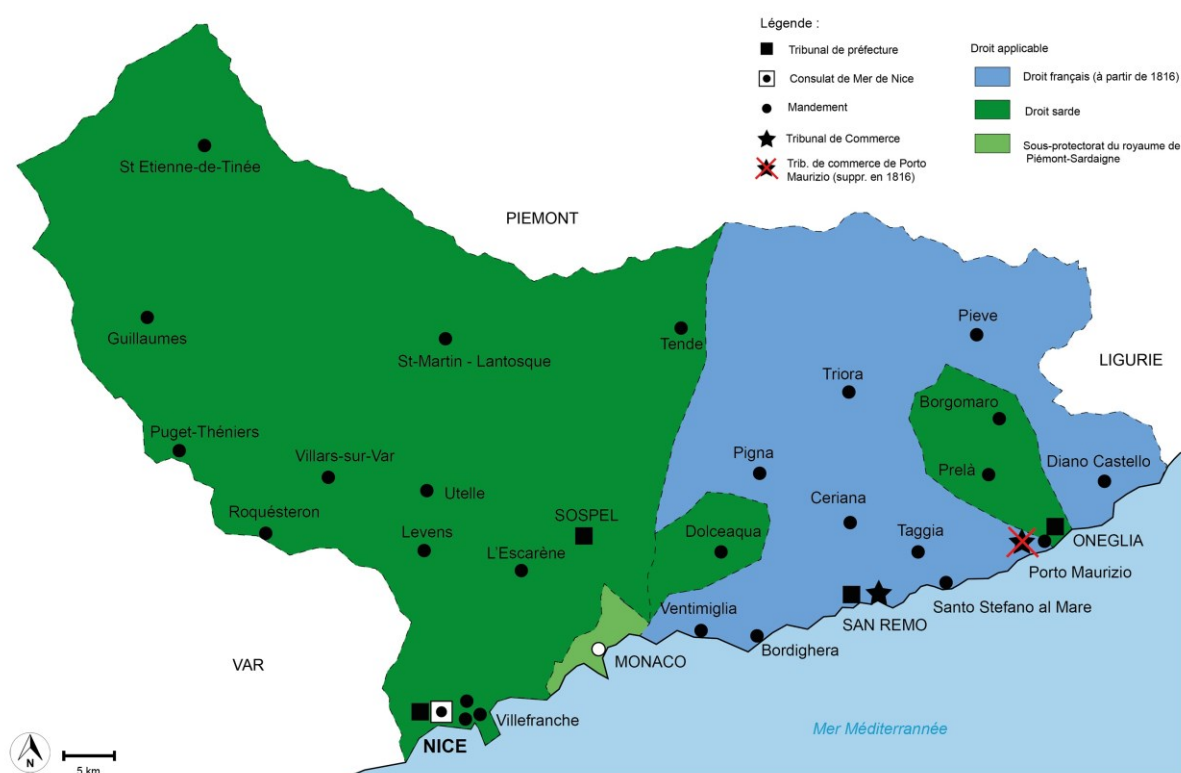 Légende :
Tribunal de préfecture
Consulat de Mer de Nice
Mandement
Tribunal de Commerce
Trib. de commerce de Porto
Maurizio (suppr. en 1816)
Droit applicable
Droit français (à partir de 1816)
Droit sarde
Sous-protectorat du royaume de
Piémont-Sardaigne
St Etienne-de-Tinée
PIEMONT
Guillaumes
St-Martin - Lantosque
Tende
Pieve
LIGURIE
Triora
Borgomaro
Puget-Théniers
Villars-sur-Var
Utelle
Pigna
Prelà
Diano Castello
Roquésteron
Levens
SOSPEL
L'Escarène
Dolceaqua
Ceriana
Taggia
ONEGLIA
Porto Maurizio
Ventimiglia
SAN REMO
Santo Stefano al Mare
Bordighera
MONACO
VAR
Villefranche
NICE
Mer Méditerrannée
N
5 km